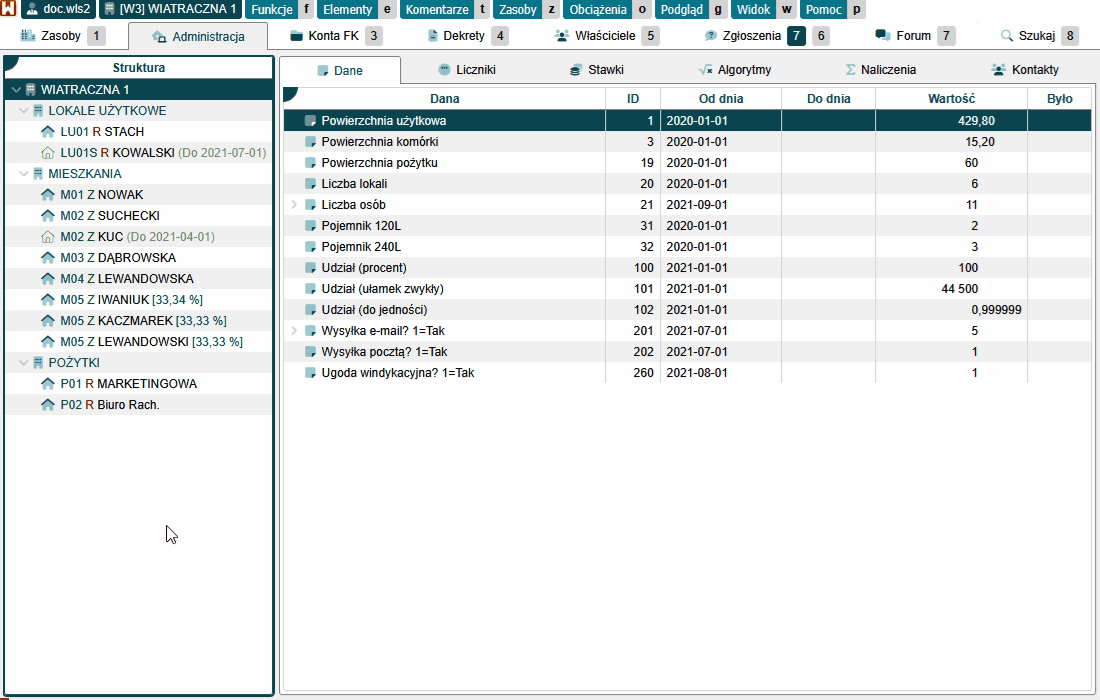 doc.wls2 [W3] WIATRACZNA 1 Funkcje f Elementy e Komentarze t Zasoby z Obciążenia o Podgląd g Widok w Pomoc p
Zasoby 1 Administracja Konta FK 3 Dekrety 4 Właściciele 5 Zgłoszenia 7 6 Forum 7 Szukaj 8
Struktura
WIATRACZNA 1
LOKALE UŻYTKOWE
LU01 R STACH
LU01S R KOWALSKI (Do 2021-07-01)
MIESZKANIA
M01 Z NOWAK
M02 Z SUCHECKI
M02 Z KUC (Do 2021-04-01)
M03 Z DĄBROWSKA
M04 Z LEWANDOWSKA
M05 Z IWANIUK [33,34 %]
M05 Z KACZMAREK [33,33 %]
M05 Z LEWANDOWSKI [33,33 %]
POŻYTKI
P01 R MARKETINGOWA
P02 R Biuro Rach.
Dane Liczniki Stawki Algorytmy Naliczenia Kontakty
Dana ID Od dnia Do dnia Wartość Było
Powierzchnia użytkowa 1 2020-01-01 429,80
Powierzchnia komórki 3 2020-01-01 15,20
Powierzchnia pożytku 19 2020-01-01 60
Liczba lokali 20 2020-01-01 6
Liczba osób 21 2021-09-01 11
Pojemnik 120L 31 2020-01-01 2
Pojemnik 240L 32 2020-01-01 3
Udział (procent) 100 2021-01-01 100
Udział (ułamek zwykły) 101 2021-01-01 44 500
Udział (do jedności) 102 2021-01-01 0,999999
Wysyłka e-mail? 1=Tak 201 2021-07-01 5
Wysyłka pocztą? 1=Tak 202 2021-07-01 1
Ugoda windykacyjna? 1=Tak 260 2021-08-01 1